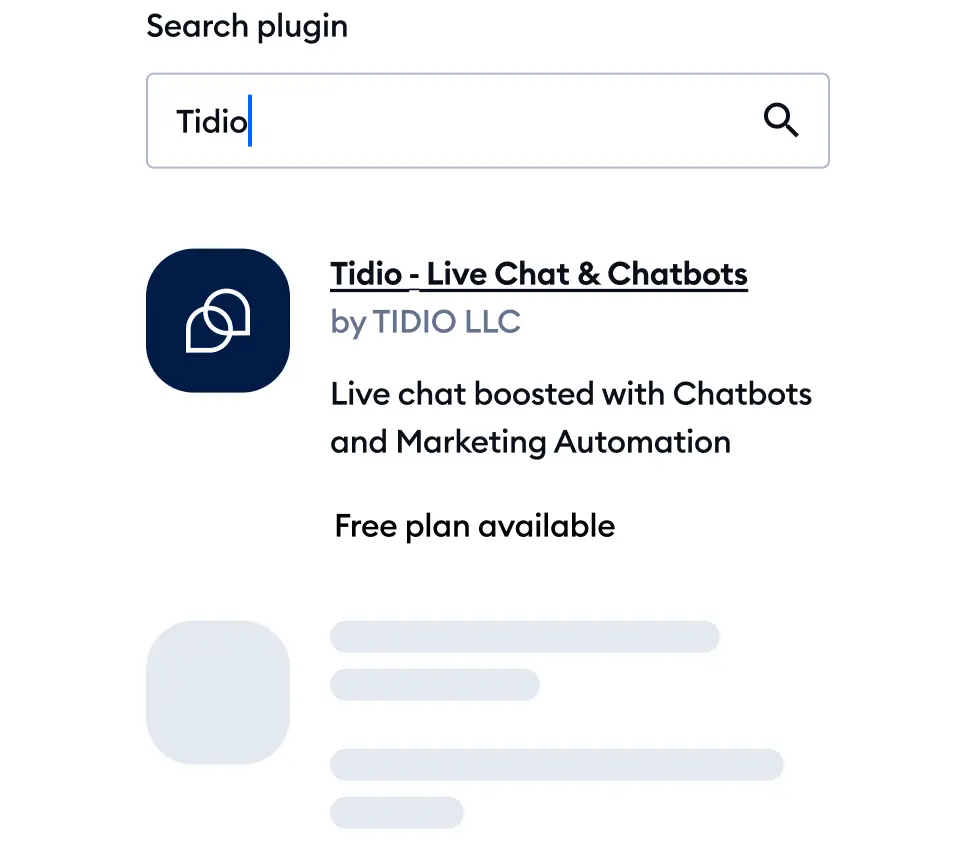 Search plugin
Tidio
Tidio - Live Chat & Chatbots
by TIDIO LLC
Live chat boosted with Chatbots
and Marketing Automation
Free plan available